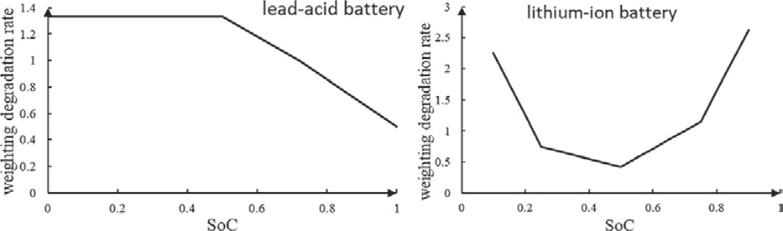 lead-acid battery
weighting degradation rate
1.4
1.2
1
0.8
0.6
0.4
0.2
0
0 0.2 0.4 0.6 0.8 1
SoC
lithium-ion battery
weighting degradation rate
3
2.5
2
1.5
1
0.5
0
0 0.2 0.4 0.6 0.8 1
SoC